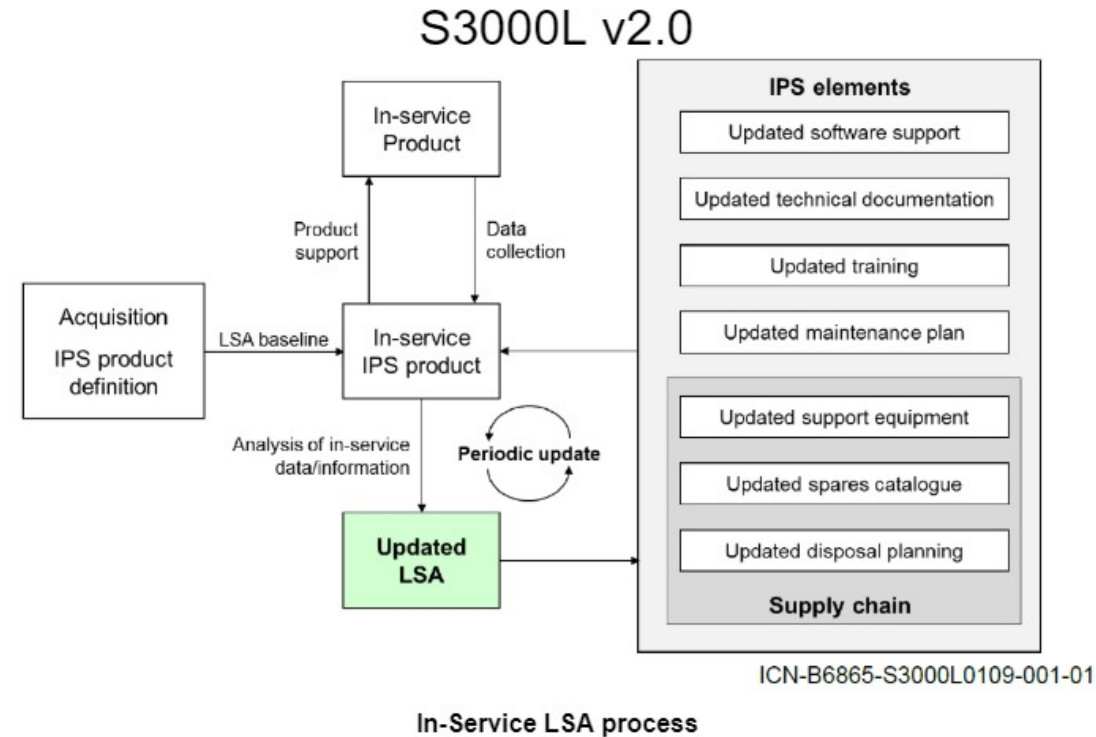 S3000L v2.0
In-service
Product
Product
support
Data
collection
Acquisition
IPS product
definition
LSA baseline
In-service
IPS product
Analysis of in-service
data/information
Periodic update
Updated
LSA
IPS elements
Updated software support
Updated technical documentation
Updated training
Updated maintenance plan
Updated support equipment
Updated spares catalogue
Updated disposal planning
Supply chain
ICN-B6865-S3000L0109-001-01
In-Service LSA process